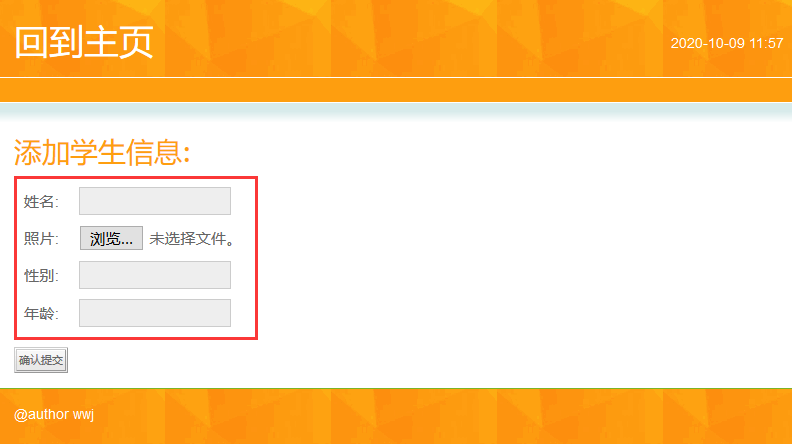 回到主页
2020-10-09 11:57
添加学生信息:
姓名:
照片: 浏览... 未选择文件。
性别:
年龄:
确认提交
@author wwj